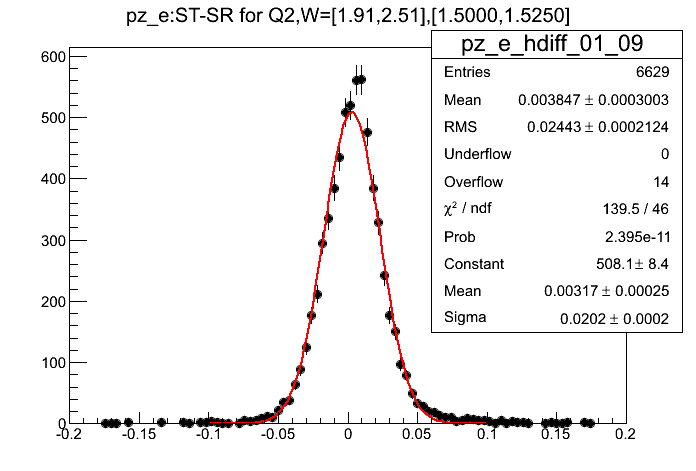 pz_e:ST-SR for Q2,W=[1.91,2.51],[1.5000,1.5250]
pz_e_hdiff_01_09
Entries 6629
Mean 0.003847 ± 0.0003003
RMS 0.02443 ± 0.0002124
Underflow 0
Overflow 14
χ² / ndf 139.5 / 46
Prob 2.395e-11
Constant 508.1± 8.4
Mean 0.00317 ± 0.00025
Sigma 0.0202 ± 0.0002
600
500
400
300
200
100
0
-0.2 -0.15 -0.1 -0.05 0 0.05 0.1 0.15 0.2